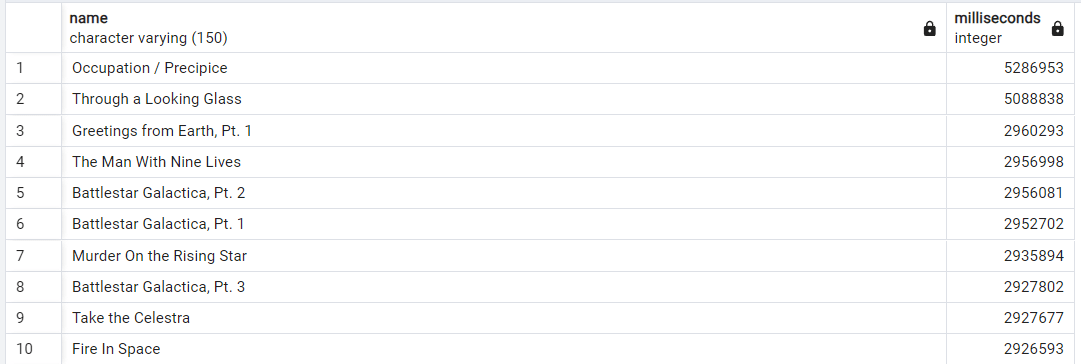 name milliseconds
character varying (150) integer
1 Occupation / Precipice 5286953
2 Through a Looking Glass 5088838
3 Greetings from Earth, Pt. 1 2960293
4 The Man With Nine Lives 2956998
5 Battlestar Galactica, Pt. 2 2956081
6 Battlestar Galactica, Pt. 1 2952702
7 Murder On the Rising Star 2935894
8 Battlestar Galactica, Pt. 3 2927802
9 Take the Celestra 2927677
10 Fire In Space 2926593